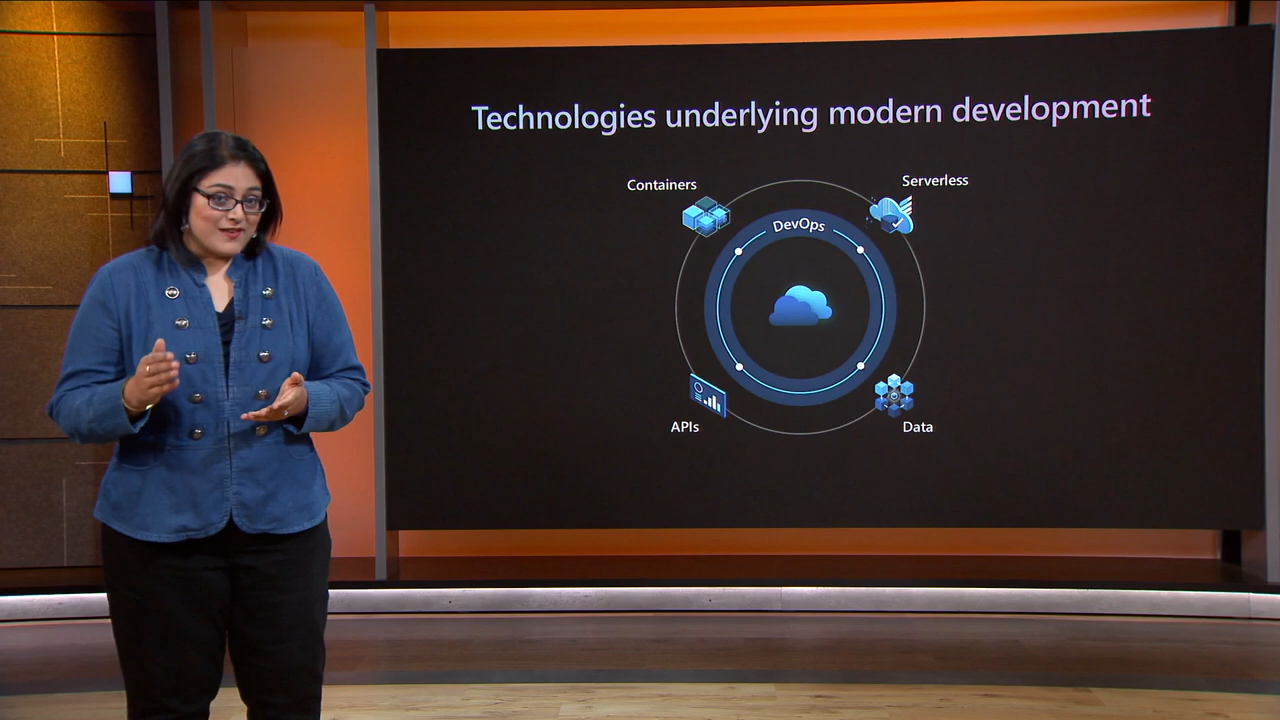 Technologies underlying modern development
Containers
Serverless
DevOps
APIs
Data